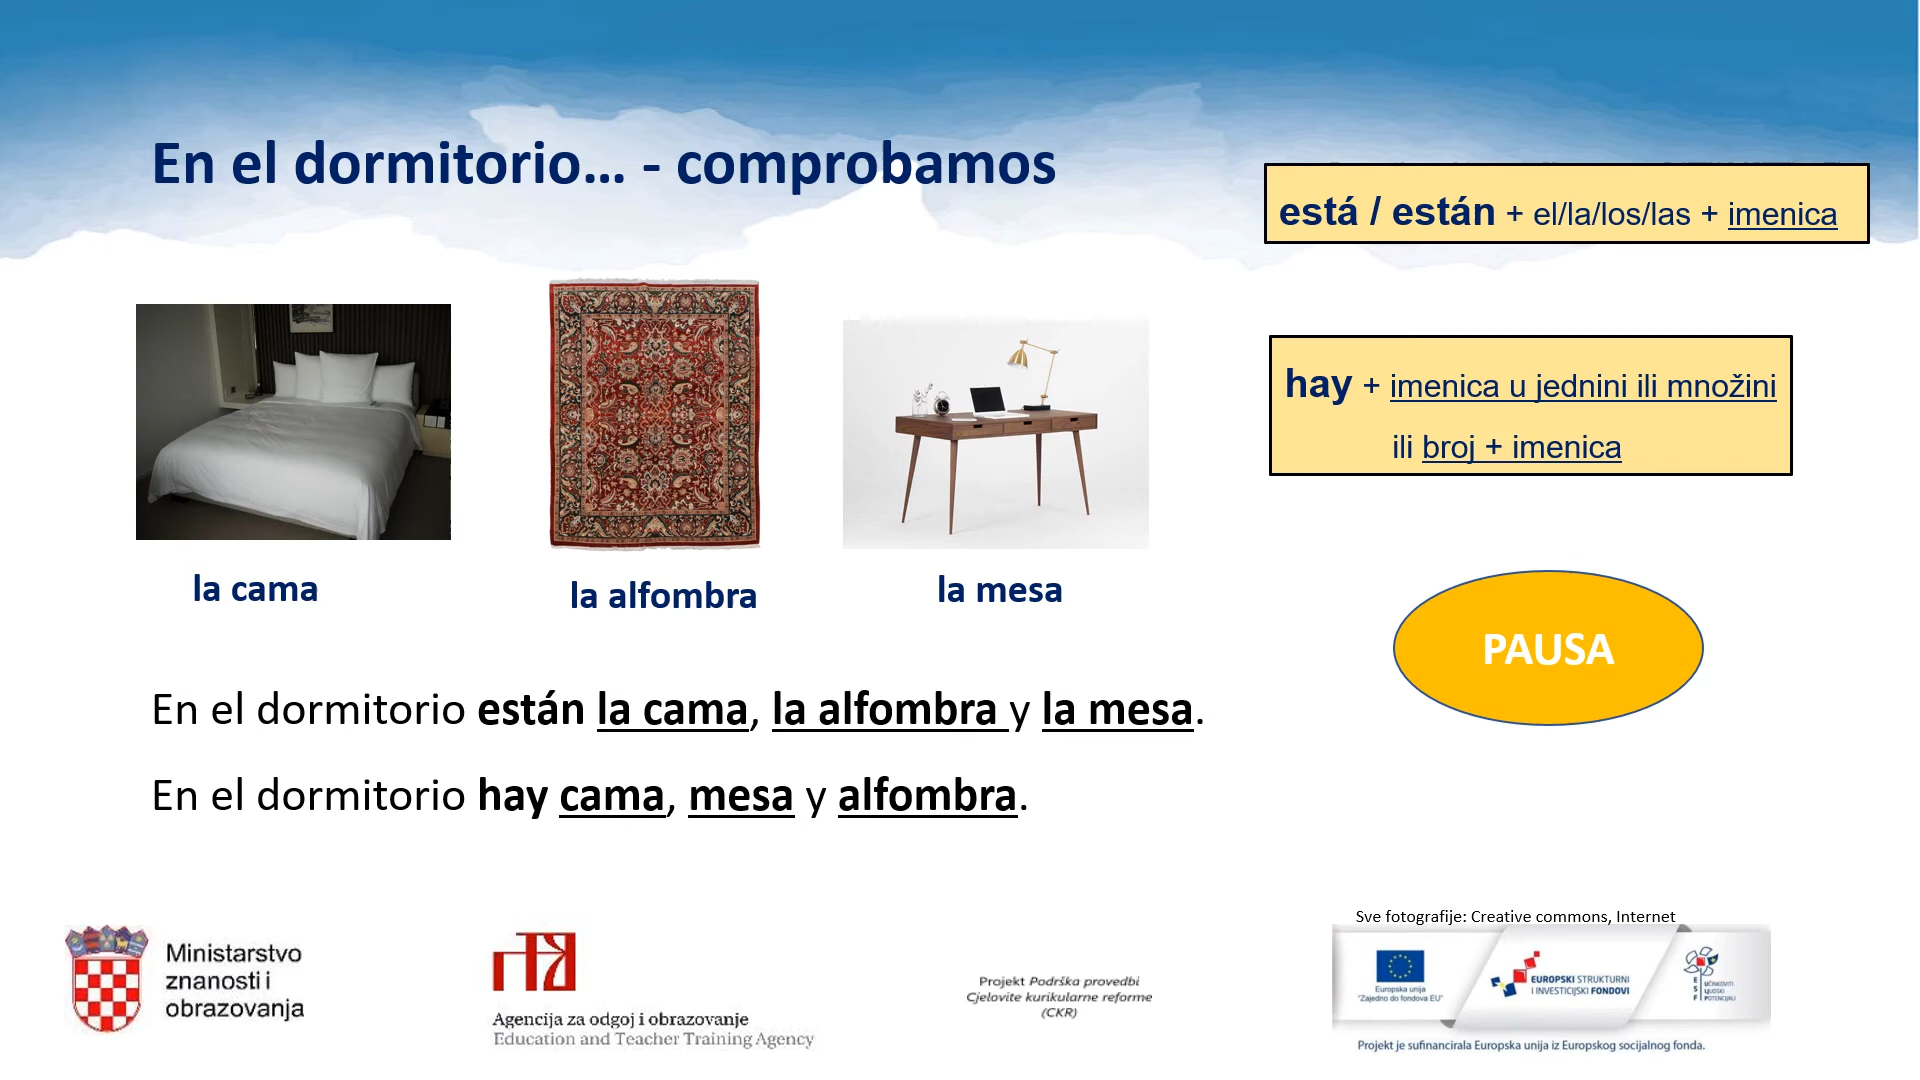 En el dormitorio... - comprobamos
está / están + el/la/los/las + imenica
hay + imenica u jednini ili množini
ili broj + imenica
la cama
la alfombra
la mesa
PAUSA
En el dormitorio están la cama, la alfombra y la mesa.
En el dormitorio hay cama, mesa y alfombra.
Sve fotografije: Creative commons, Internet
Ministarstvo
znanosti i
obrazovanja
Agencija za odgoj i obrazovanje
Education and Teacher Training Agency
Projekt Podrška provedbi
Cjelovite kurikularne reforme
(CKR)
Europska unija
"Zajedno do fondova EU"
EUROPSKI STRUKTURNI
I INVESTICIJSKI FONDOVI
ESF
UČINKOVITI
LJUDSKI
POTENCIJALI
Projekt je sufinancirala Europska unija iz Europskog socijalnog fonda.